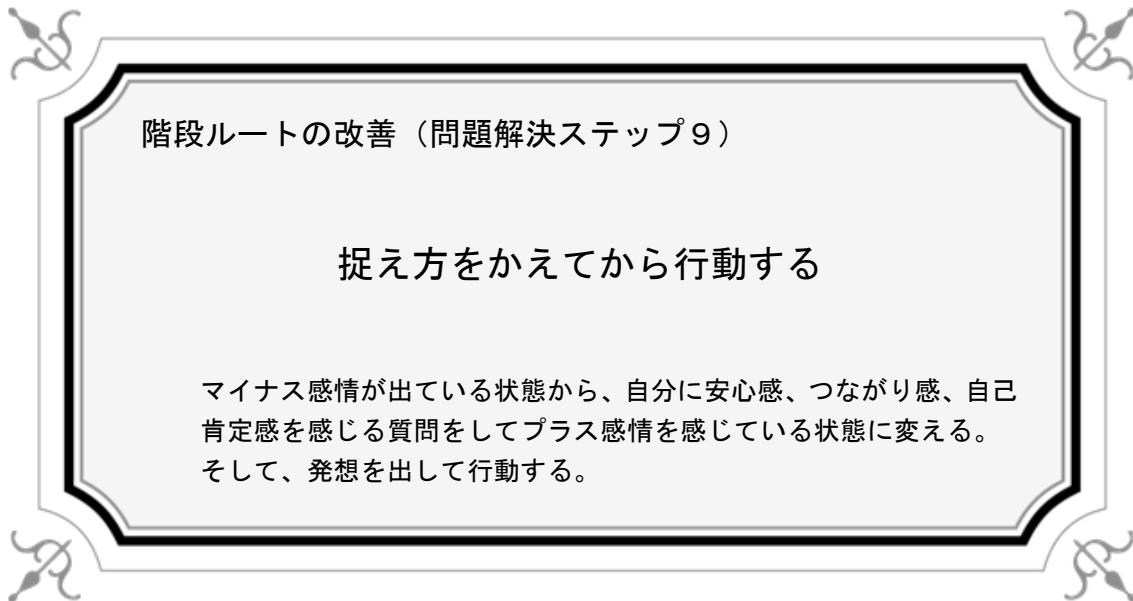 階段ルートの改善（問題解決ステップ９）
捉え方をかえてから行動する
マイナス感情が出ている状態から、自分に安心感、つながり感、自己
肯定感を感じる質問をしてプラス感情を感じている状態に変える。
そして、発想を出して行動する。